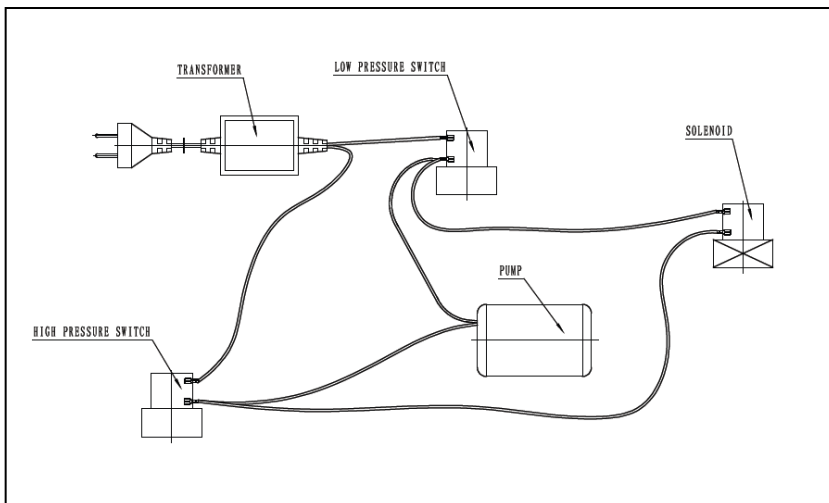 TRANSFORMER
LOW PRESSURE SWITCH
SOLENOID
PUMP
HIGH PRESSURE SWITCH